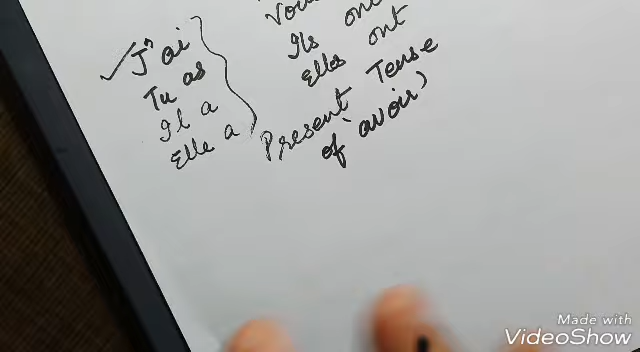 J'ai
Tu as
Il a
Elle a
Ils ont
Elles ont
Present Tense
of avoir)
Made with
VideoShow